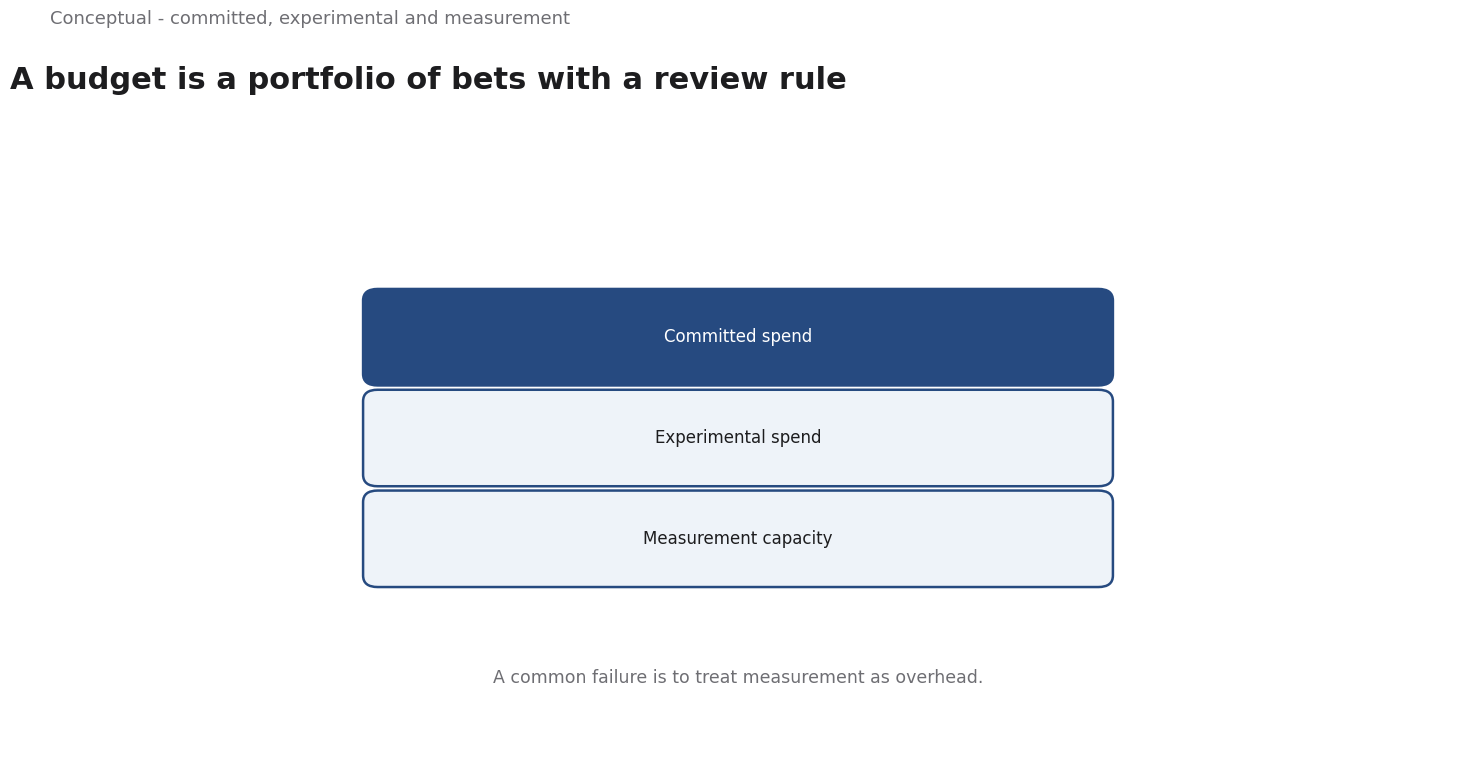 Conceptual - committed, experimental and measurement
A budget is a portfolio of bets with a review rule
Committed spend
Experimental spend
Measurement capacity
A common failure is to treat measurement as overhead.